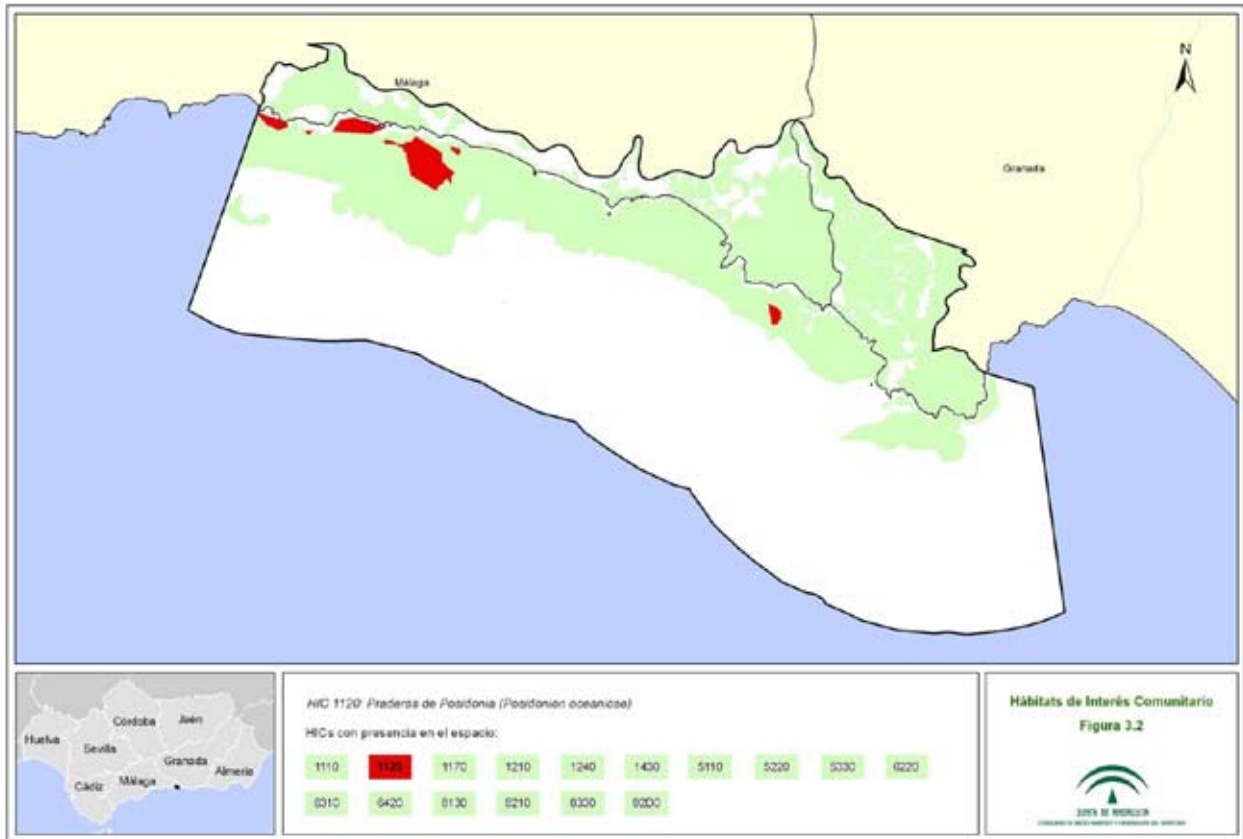 N
Málaga
Granada
HIC 1120: Praderas de Posidonia (Posidonion oceanicae)
HICs con presencia en el espacio:
1110 1120 1170 1210 1240 1430 5110 5220 5330 6220
6310 6420 8130 8210 8330 92D0
Huelva
Sevilla
Córdoba
Jaén
Cádiz
Málaga
Granada
Almería
Hábitats de Interés Comunitario
Figura 3.2
JUNTA DE ANDALUCIA